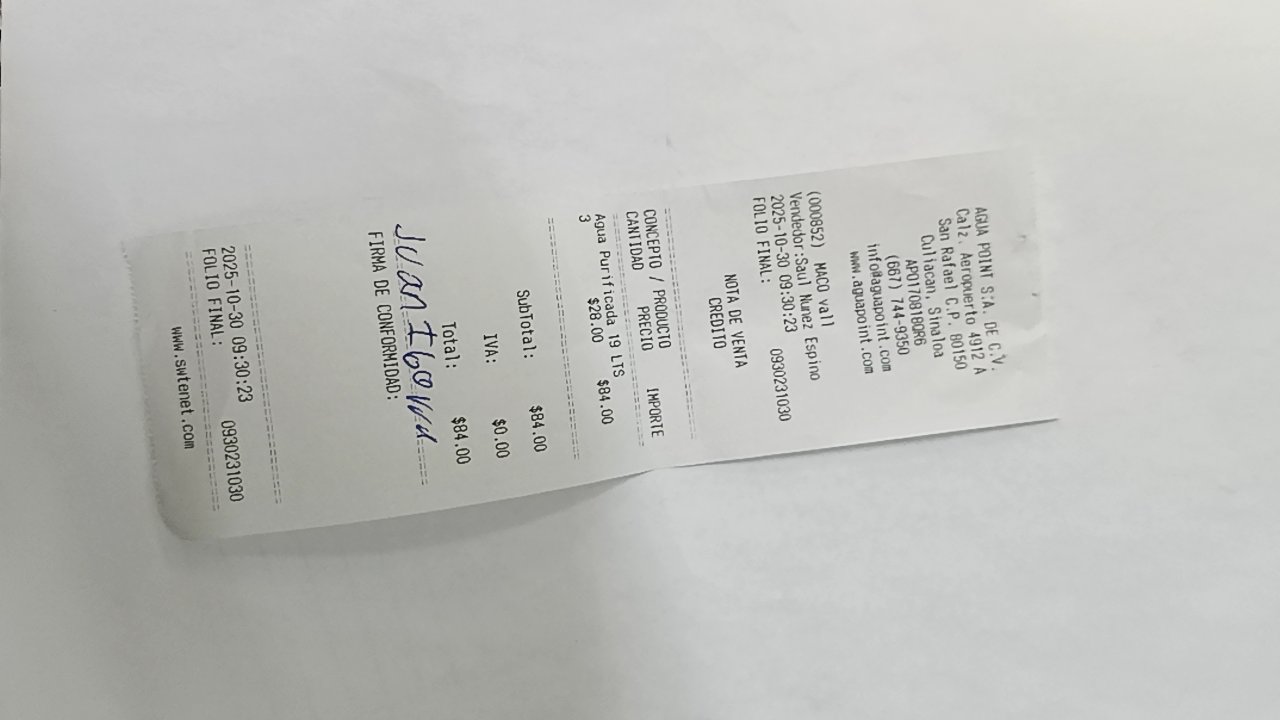 AGUA POINT S.A. DE C.V.
Calz. Aeropuerto 4912 A
San Rafael C.P. 80150
Culiacan, Sinaloa
APO170818QR6
(667) 744-9350
info@aguapoint.com
www.aguapoint.com
(000852) MACO vall
Vendedor:Saul Nunez Espino
2025-10-30 09:30:23 0930231030
FOLIO FINAL:
NOTA DE VENTA
CREDITO
CONCEPTO / PRODUCTO
CANTIDAD PRECIO IMPORTE
Agua Purificada 19 LTS
3 $28.00 $84.00
SubTotal: $84.00
IVA: $0.00
Total: $84.00
Juan
FIRMA DE CONFORMIDAD:
2025-10-30 09:30:23 0930231030
FOLIO FINAL:
www.swtenet.com